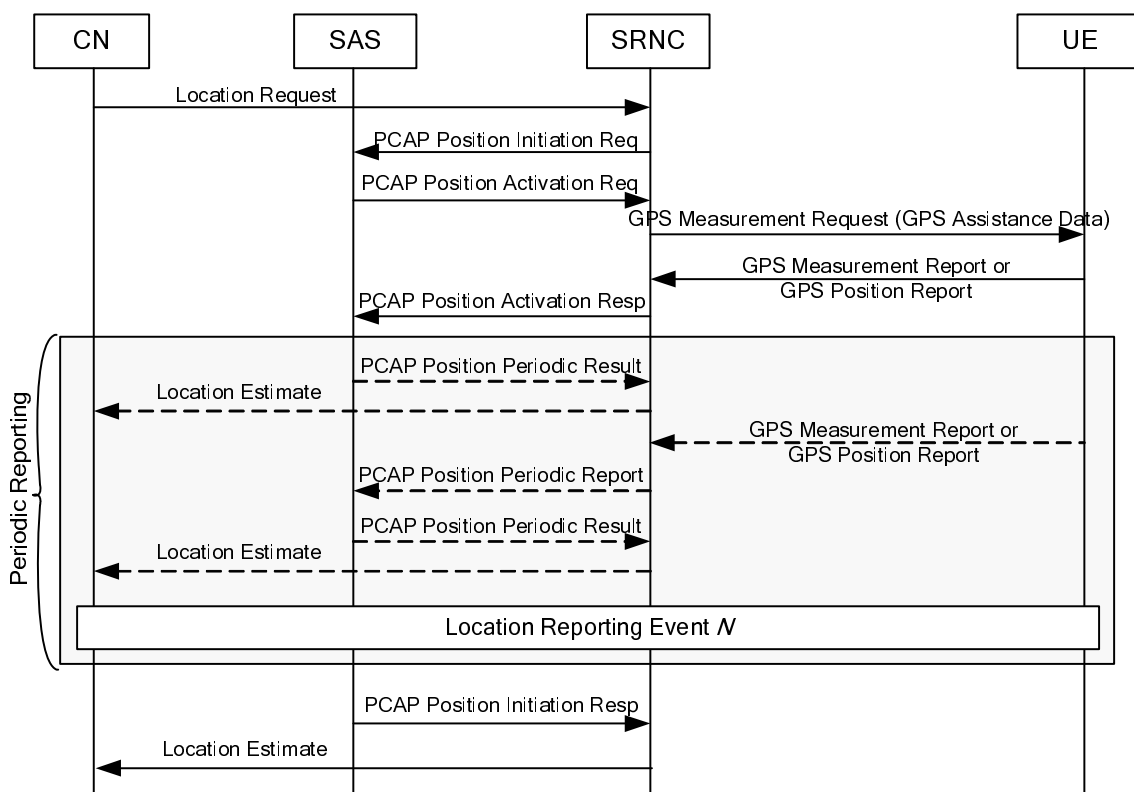 CN
SAS
SRNC
UE
Location Request
PCAP Position Initiation Req
PCAP Position Activation Req
GPS Measurement Request (GPS Assistance Data)
GPS Measurement Report or
GPS Position Report
PCAP Position Activation Resp
Periodic Reporting
PCAP Position Periodic Result
Location Estimate
GPS Measurement Report or
GPS Position Report
PCAP Position Periodic Report
PCAP Position Periodic Result
Location Estimate
Location Reporting Event N
PCAP Position Initiation Resp
Location Estimate